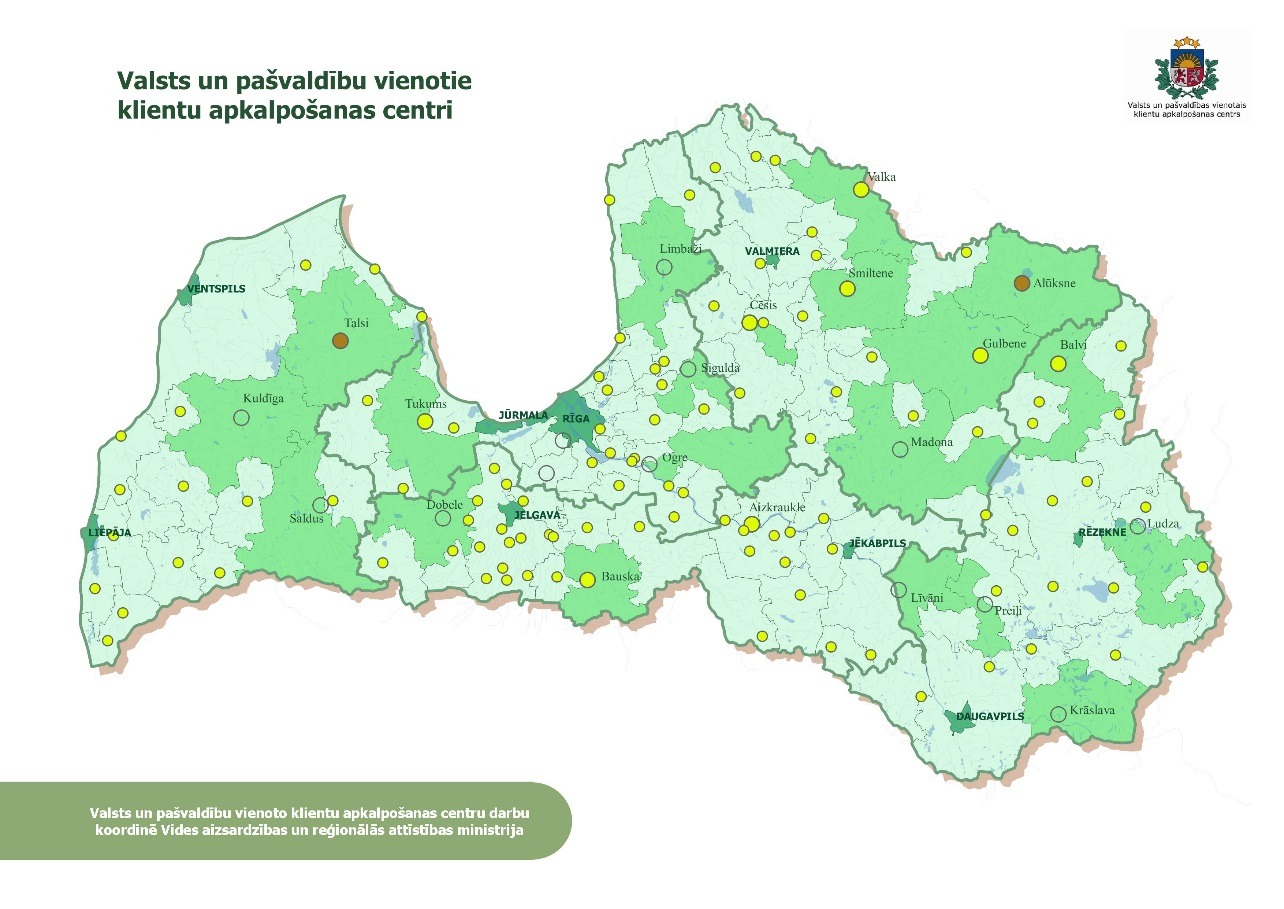 Valsts un pašvaldību vienotie
klientu apkalpošanas centri
Valsts un pašvaldības vienotais
klientu apkalpošanas centrs
Valka
Limbaži
VALMIERA
Smiltene
Alūksne
VENTSPILS
Cēsis
Talsi
Gulbene
Balvi
Sigulda
Kuldīga
Tukums
JŪRMALA
RĪGA
Madona
Ogre
Saldus
Dobele
JELGAVA
Aizkraukle
LIEPĀJA
JĒKABPILS
RĒZEKNE
Ludza
Bauska
Līvāni
Preiļi
DAUGAVPILS
Krāslava
Valsts un pašvaldību vienoto klientu apkalpošanas centru darbu
koordinē Vides aizsardzības un reģionālās attīstības ministrija